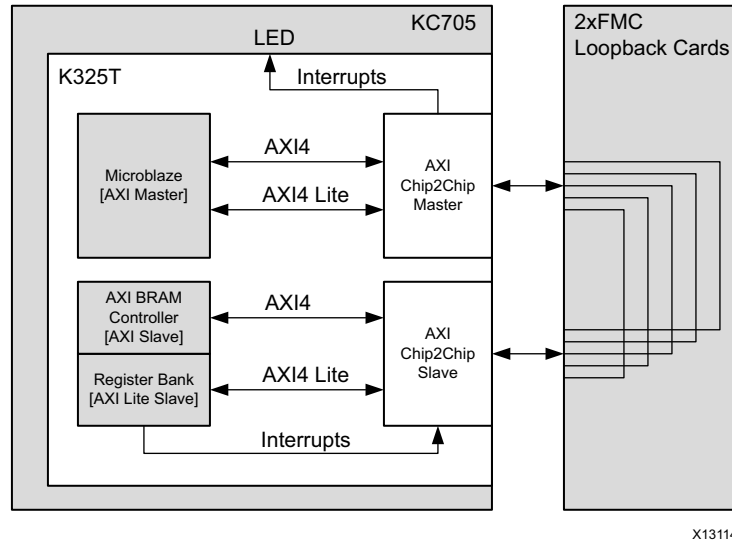 KC705
LED
K325T
Interrupts
Microblaze
[AXI Master]
AXI4
AXI4 Lite
AXI
Chip2Chip
Master
AXI BRAM
Controller
[AXI Slave]
Register Bank
[AXI Lite Slave]
AXI4
AXI4 Lite
Interrupts
AXI
Chip2Chip
Slave
2xFMC
Loopback Cards
X13114